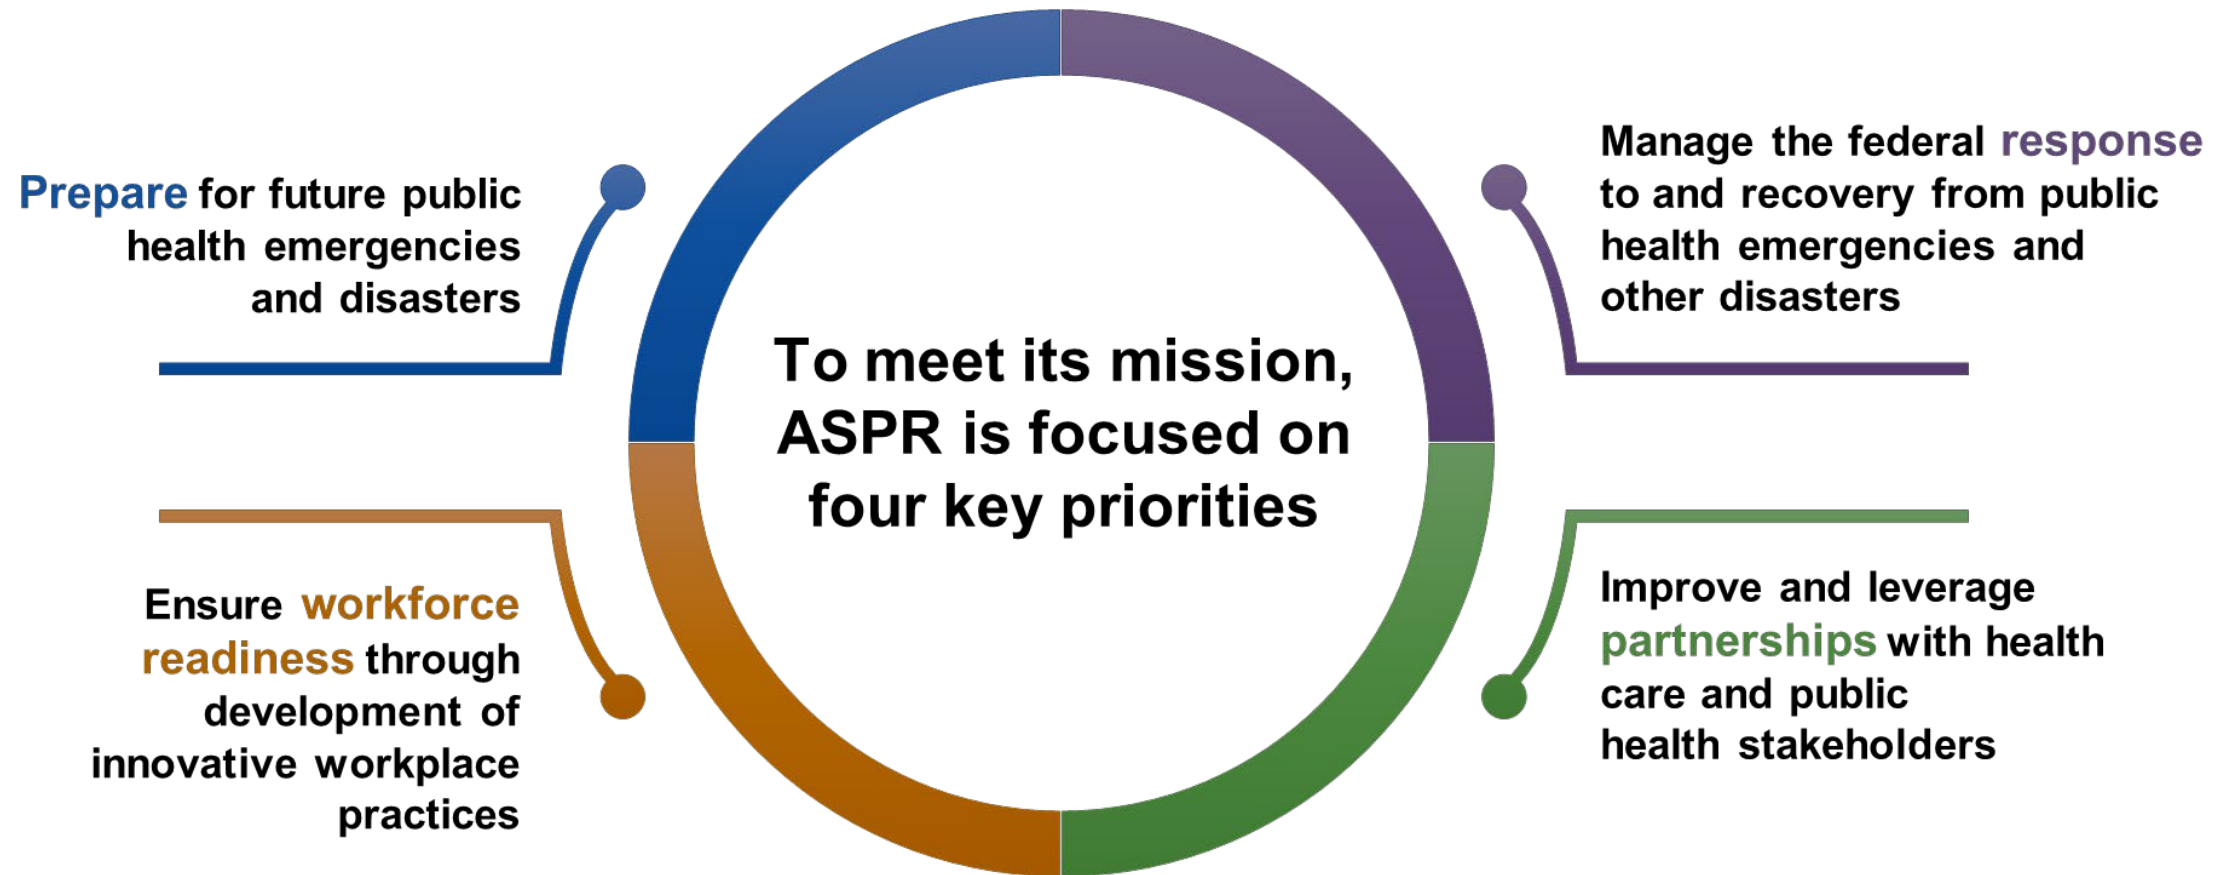 Prepare for future public
health emergencies
and disasters
Manage the federal response
to and recovery from public
health emergencies and
other disasters
To meet its mission,
ASPR is focused on
four key priorities
Ensure workforce
readiness through
development of
innovative workplace
practices
Improve and leverage
partnerships with health
care and public
health stakeholders